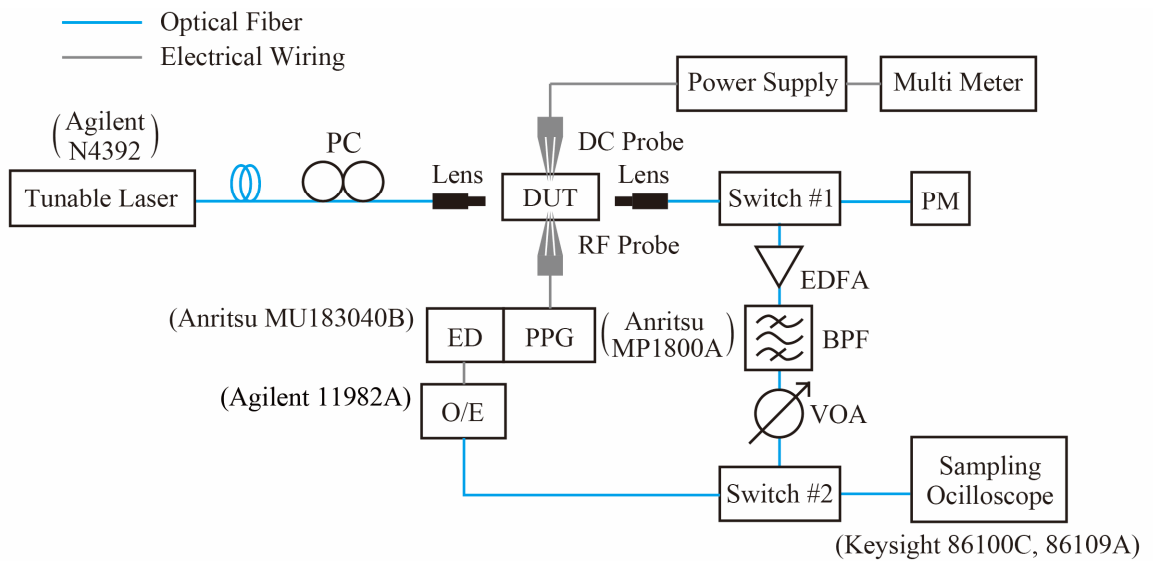 Optical Fiber
Electrical Wiring
Power Supply
Multi Meter
(Agilent
N4392)
PC
DC Probe
Lens
Lens
Tunable Laser
DUT
Switch #1
PM
RF Probe
EDFA
(Anritsu MU183040B)
ED
PPG
(Anritsu
MP1800A)
BPF
(Agilent 11982A)
O/E
VOA
Sampling
Ocilloscope
Switch #2
(Keysight 86100C, 86109A)